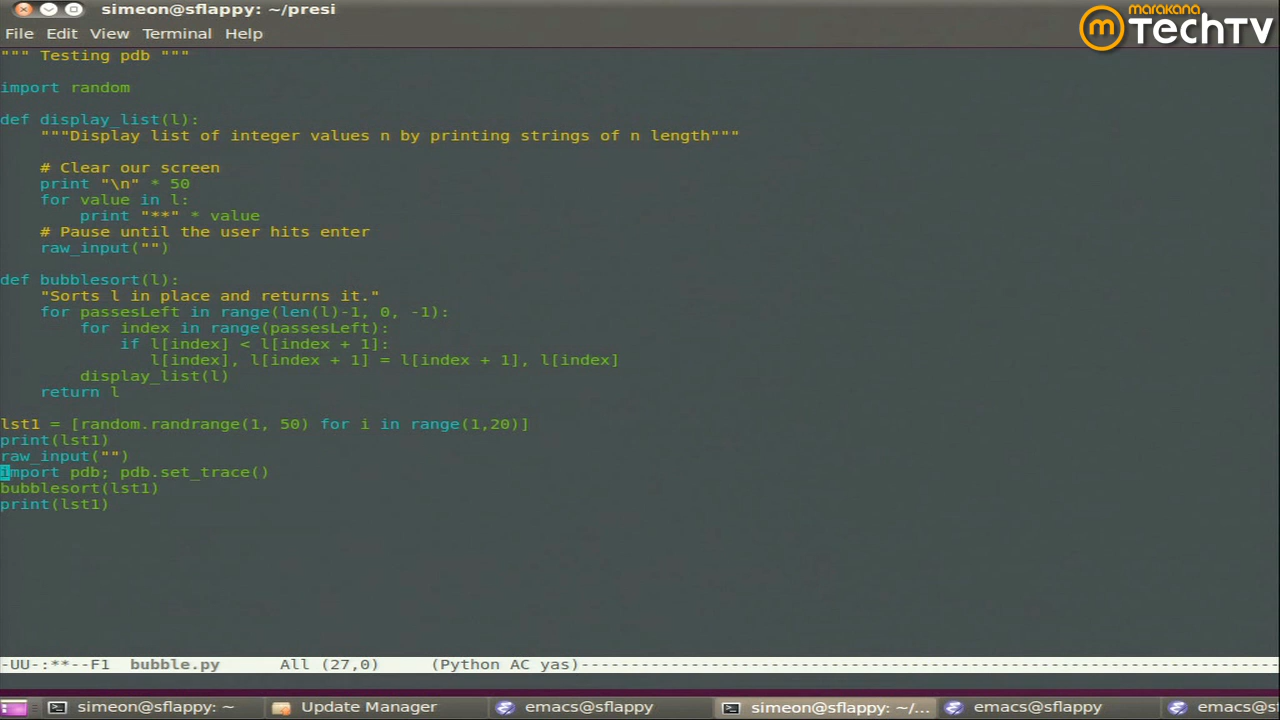 simeon@sflappy: ~/presi
marakana
m TechTV
File Edit View Terminal Help
""" Testing pdb """
import random
def display_list(l):
    """Display list of integer values n by printing strings of n length"""
    # Clear our screen
    print "\n" * 50
    for value in l:
        print "**" * value
    # Pause until the user hits enter
    raw_input("")
def bubblesort(l):
    "Sorts l in place and returns it."
    for passesLeft in range(len(l)-1, 0, -1):
        for index in range(passesLeft):
            if l[index] < l[index + 1]:
               l[index], l[index + 1] = l[index + 1], l[index]
        display_list(l)
    return l
lst1 = [random.randrange(1, 50) for i in range(1,20)]
print(lst1)
raw_input("")
import pdb; pdb.set_trace()
bubblesort(lst1)
print(lst1)
-UU-:**--F1  bubble.py      All (27,0)     (Python AC yas)----------------------------------------------------------------------
simeon@sflappy: ~ Update Manager emacs@sflappy simeon@sflappy: ~/... emacs@sflappy emacs@s